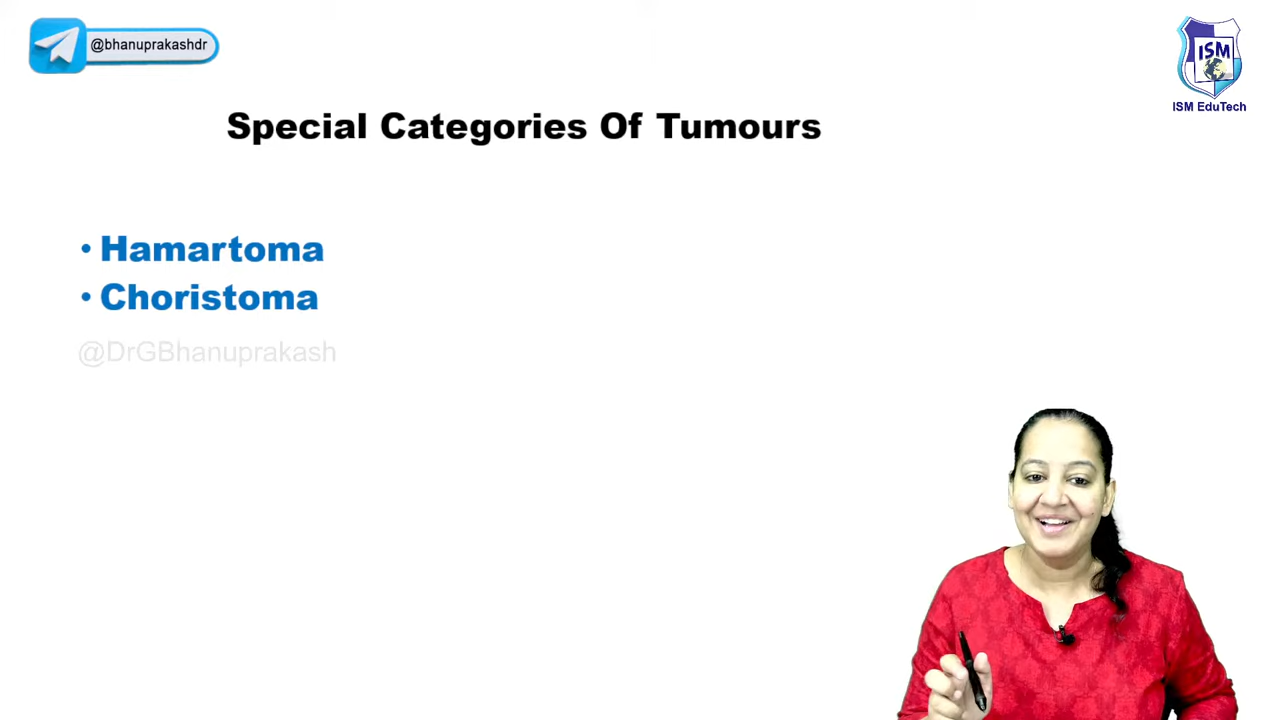 @bhanuprakashdr
ISM
ISM EduTech
Special Categories Of Tumours
• Hamartoma
• Choristoma
@DrGBhanuprakash